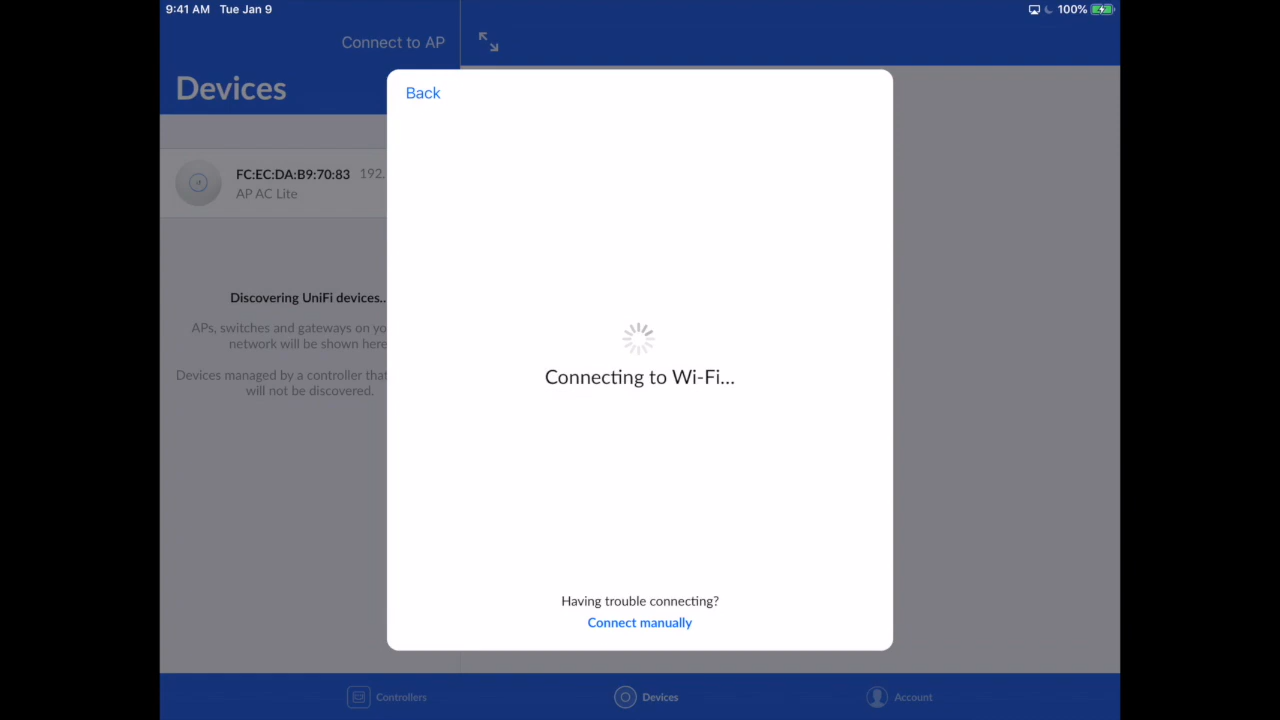 9:41 AM Tue Jan 9
100%
Connect to AP
Devices
Back
FC:EC:DA:B9:70:83 192.
AP AC Lite
Discovering UniFi devices..
APs, switches and gateways on yo
network will be shown here
Devices managed by a controller that
will not be discovered.
Connecting to Wi-Fi...
Having trouble connecting?
Connect manually
Controllers
Devices
Account